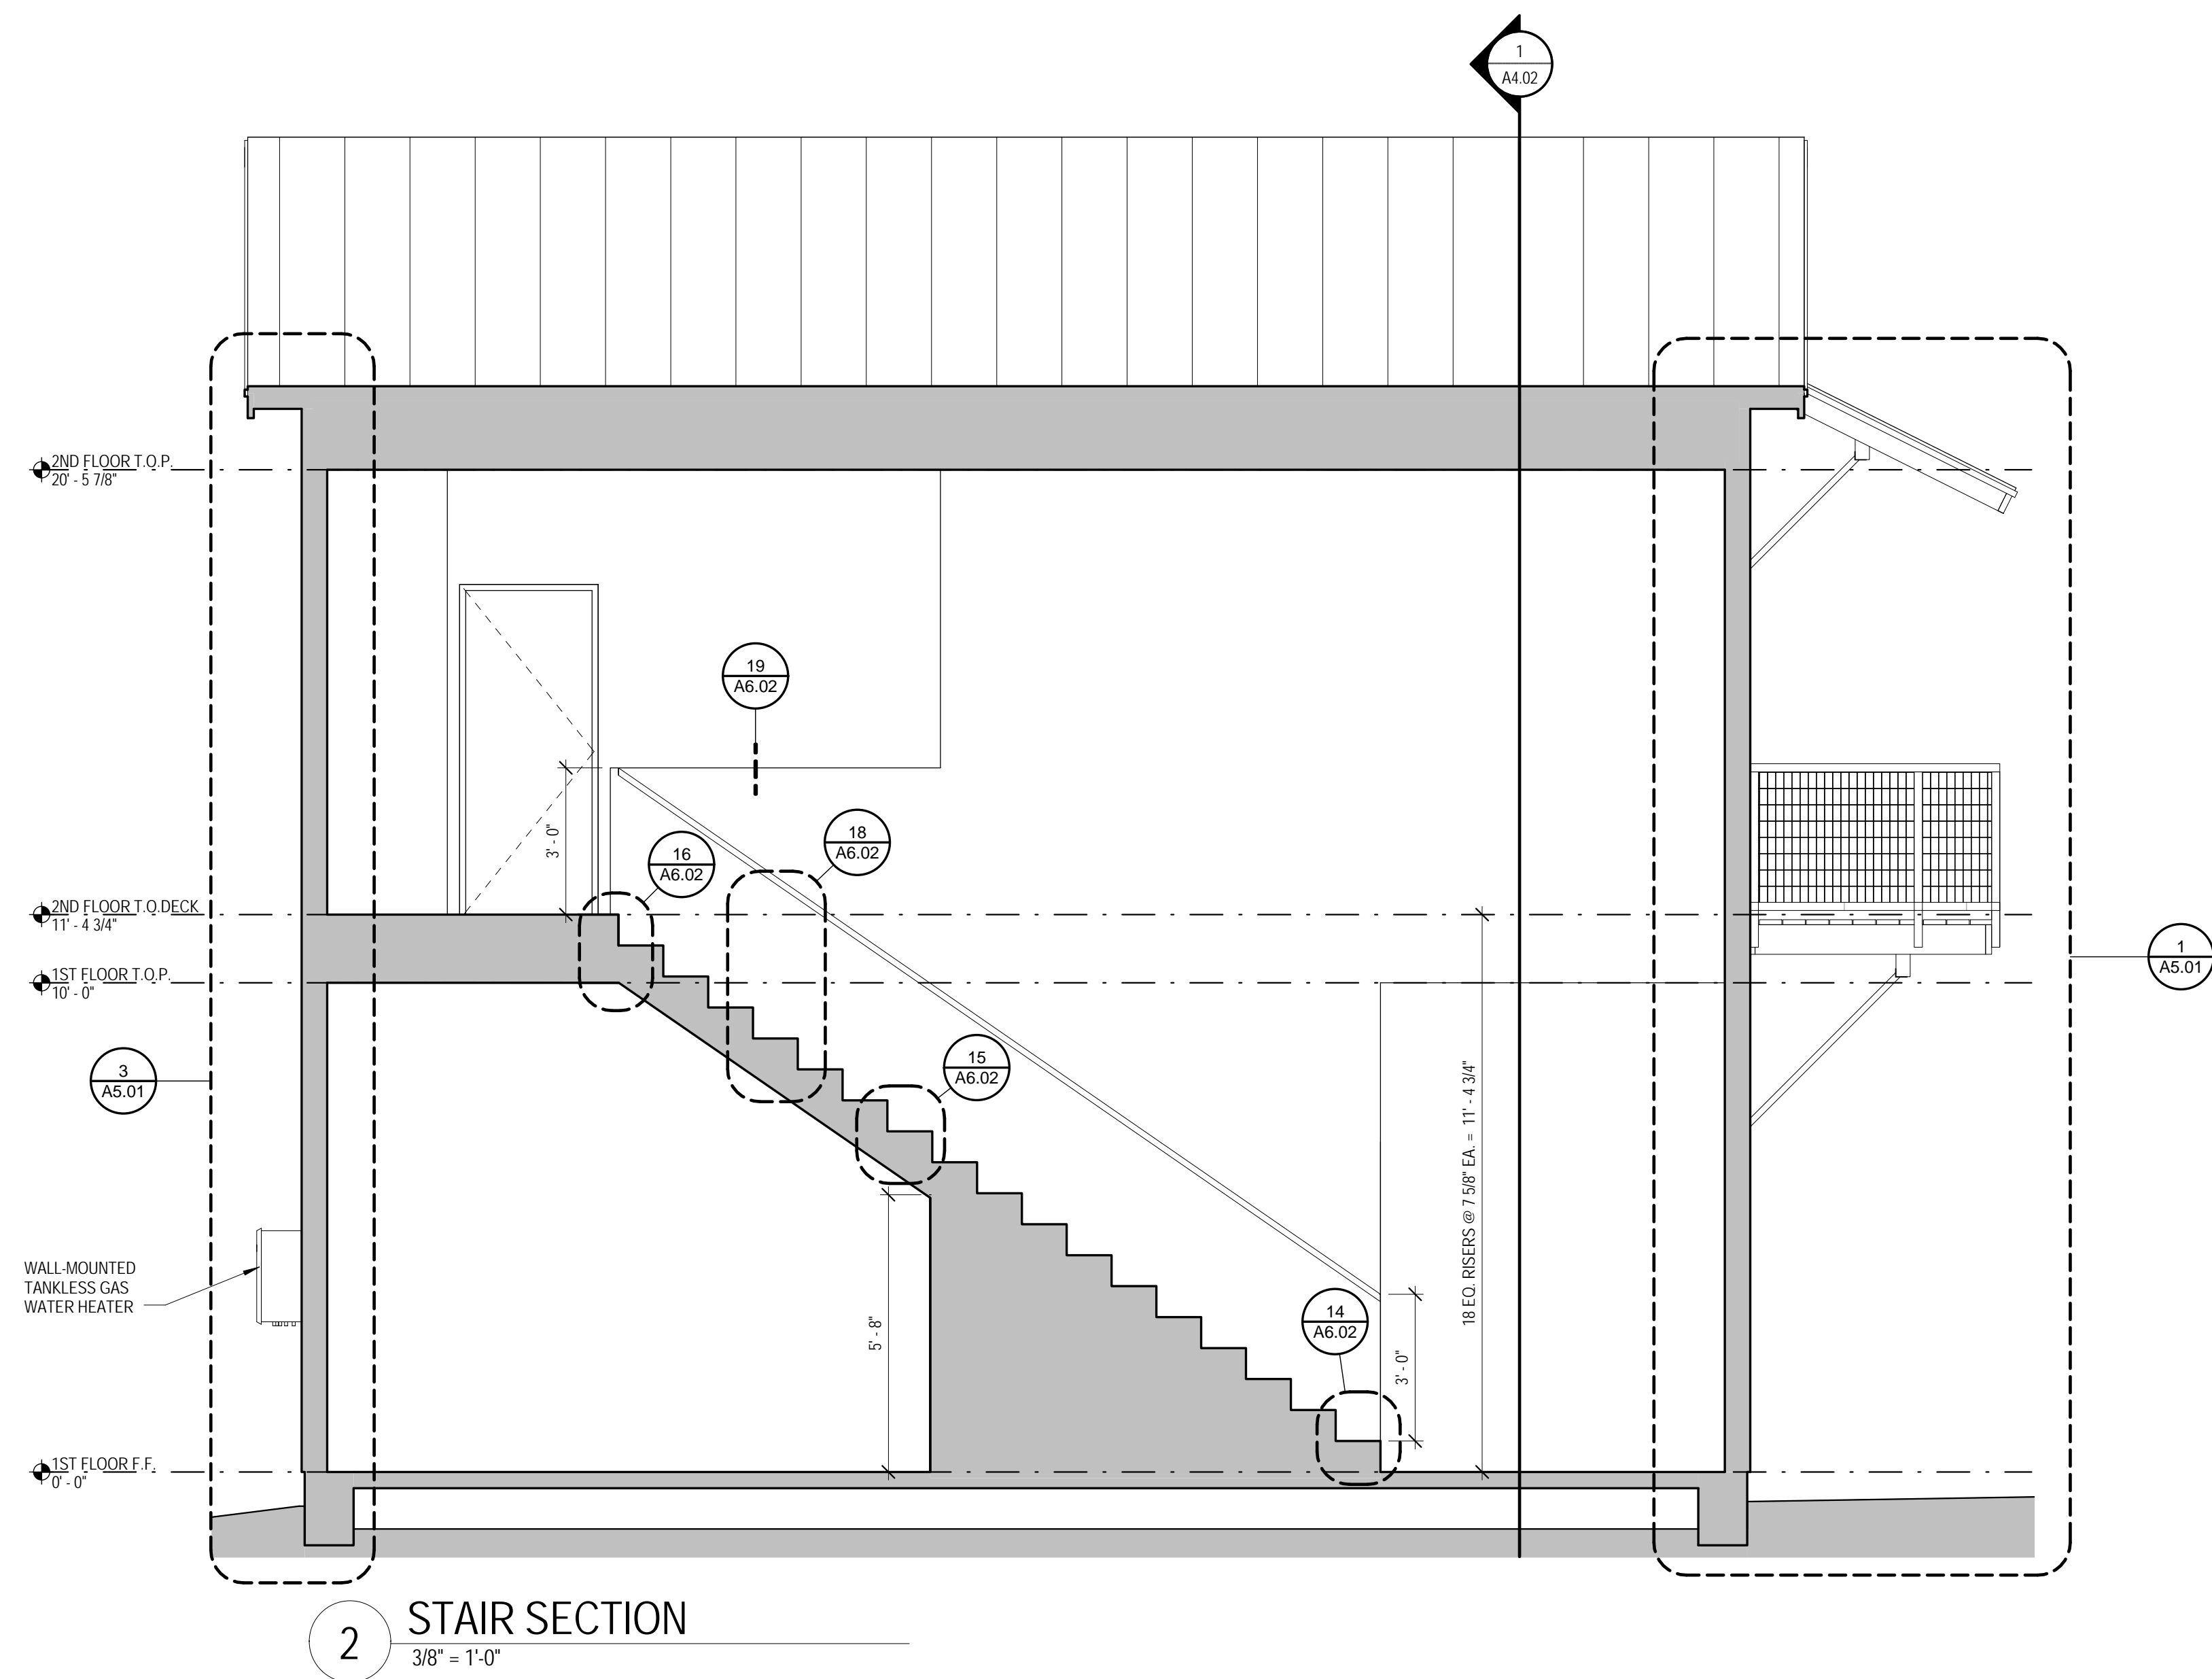 1
A4.02
2ND FLOOR T.O.P.
20' - 5 7/8"
19
A6.02
18
A6.02
16
A6.02
3' - 0"
2ND FLOOR T.O.DECK
11' - 4 3/4"
1
A5.01
1ST FLOOR T.O.P.
10' - 0"
15
A6.02
3
A5.01
18 EQ. RISERS @ 7 5/8" EA. = 11' - 4 3/4"
WALL-MOUNTED
TANKLESS GAS
WATER HEATER
5' - 8"
14
A6.02
3' - 0"
1ST FLOOR F.F.
0' - 0"
2
STAIR SECTION
3/8" = 1'-0"